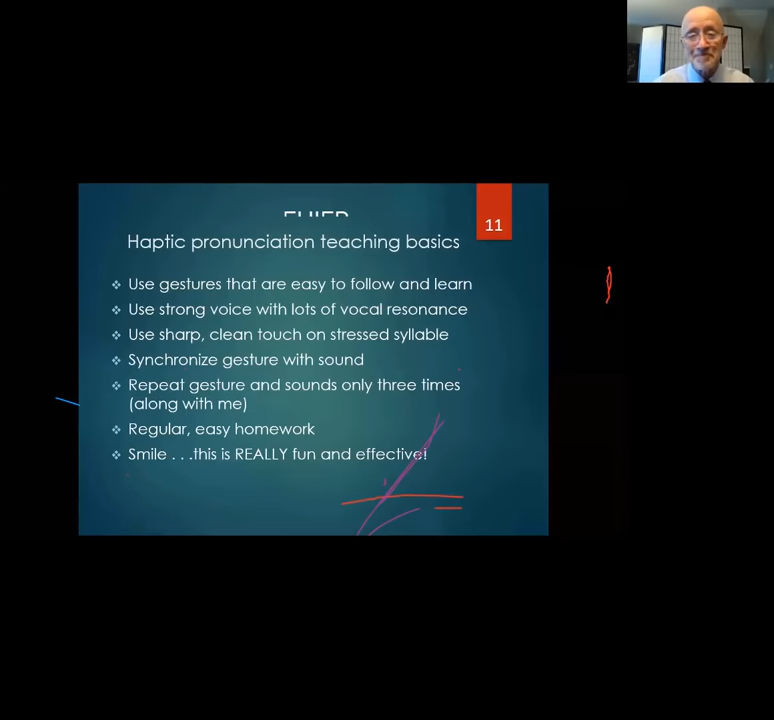 11
Haptic pronunciation teaching basics
Use gestures that are easy to follow and learn
Use strong voice with lots of vocal resonance
Use sharp, clean touch on stressed syllable
Synchronize gesture with sound
Repeat gesture and sounds only three times
(along with me)
Regular, easy homework
Smile . . .this is REALLY fun and effective!